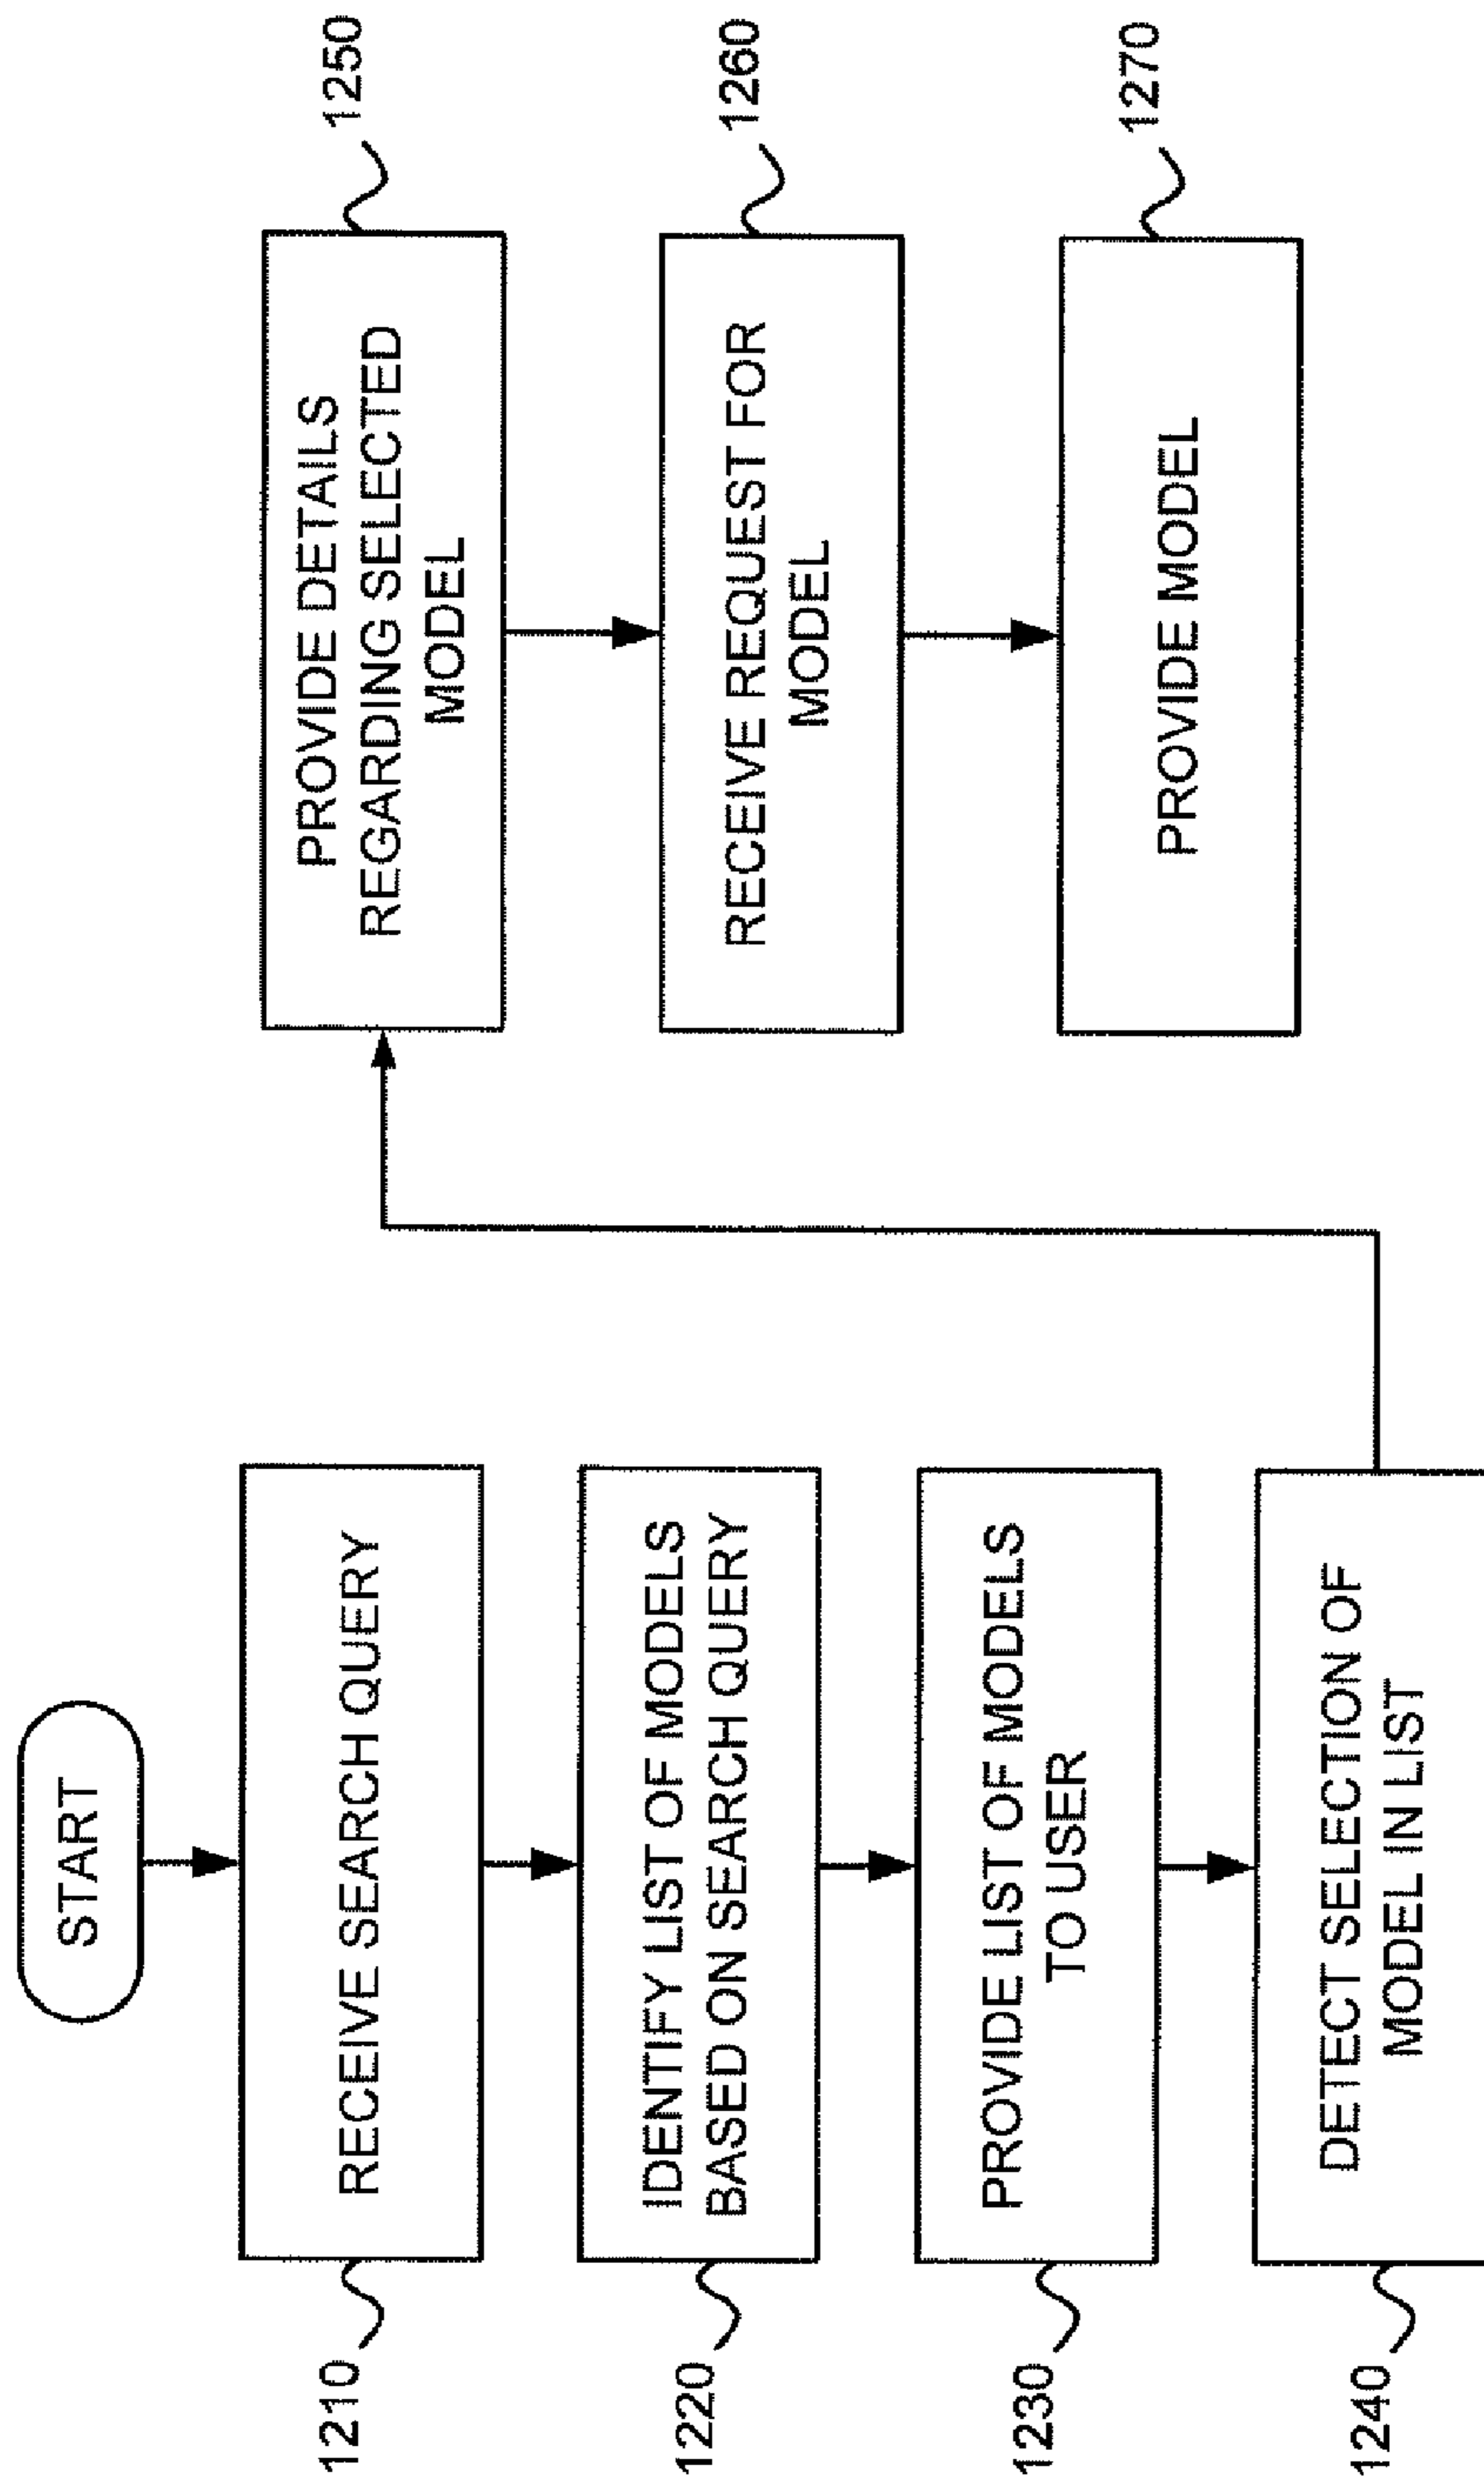 START
1210
RECEIVE SEARCH QUERY
1220
IDENTIFY LIST OF MODELS
BASED ON SEARCH QUERY
1230
PROVIDE LIST OF MODELS
TO USER
1240
DETECT SELECTION OF
MODEL IN LIST
PROVIDE DETAILS
REGARDING SELECTED
MODEL
1250
RECEIVE REQUEST FOR
MODEL
1260
PROVIDE MODEL
1270